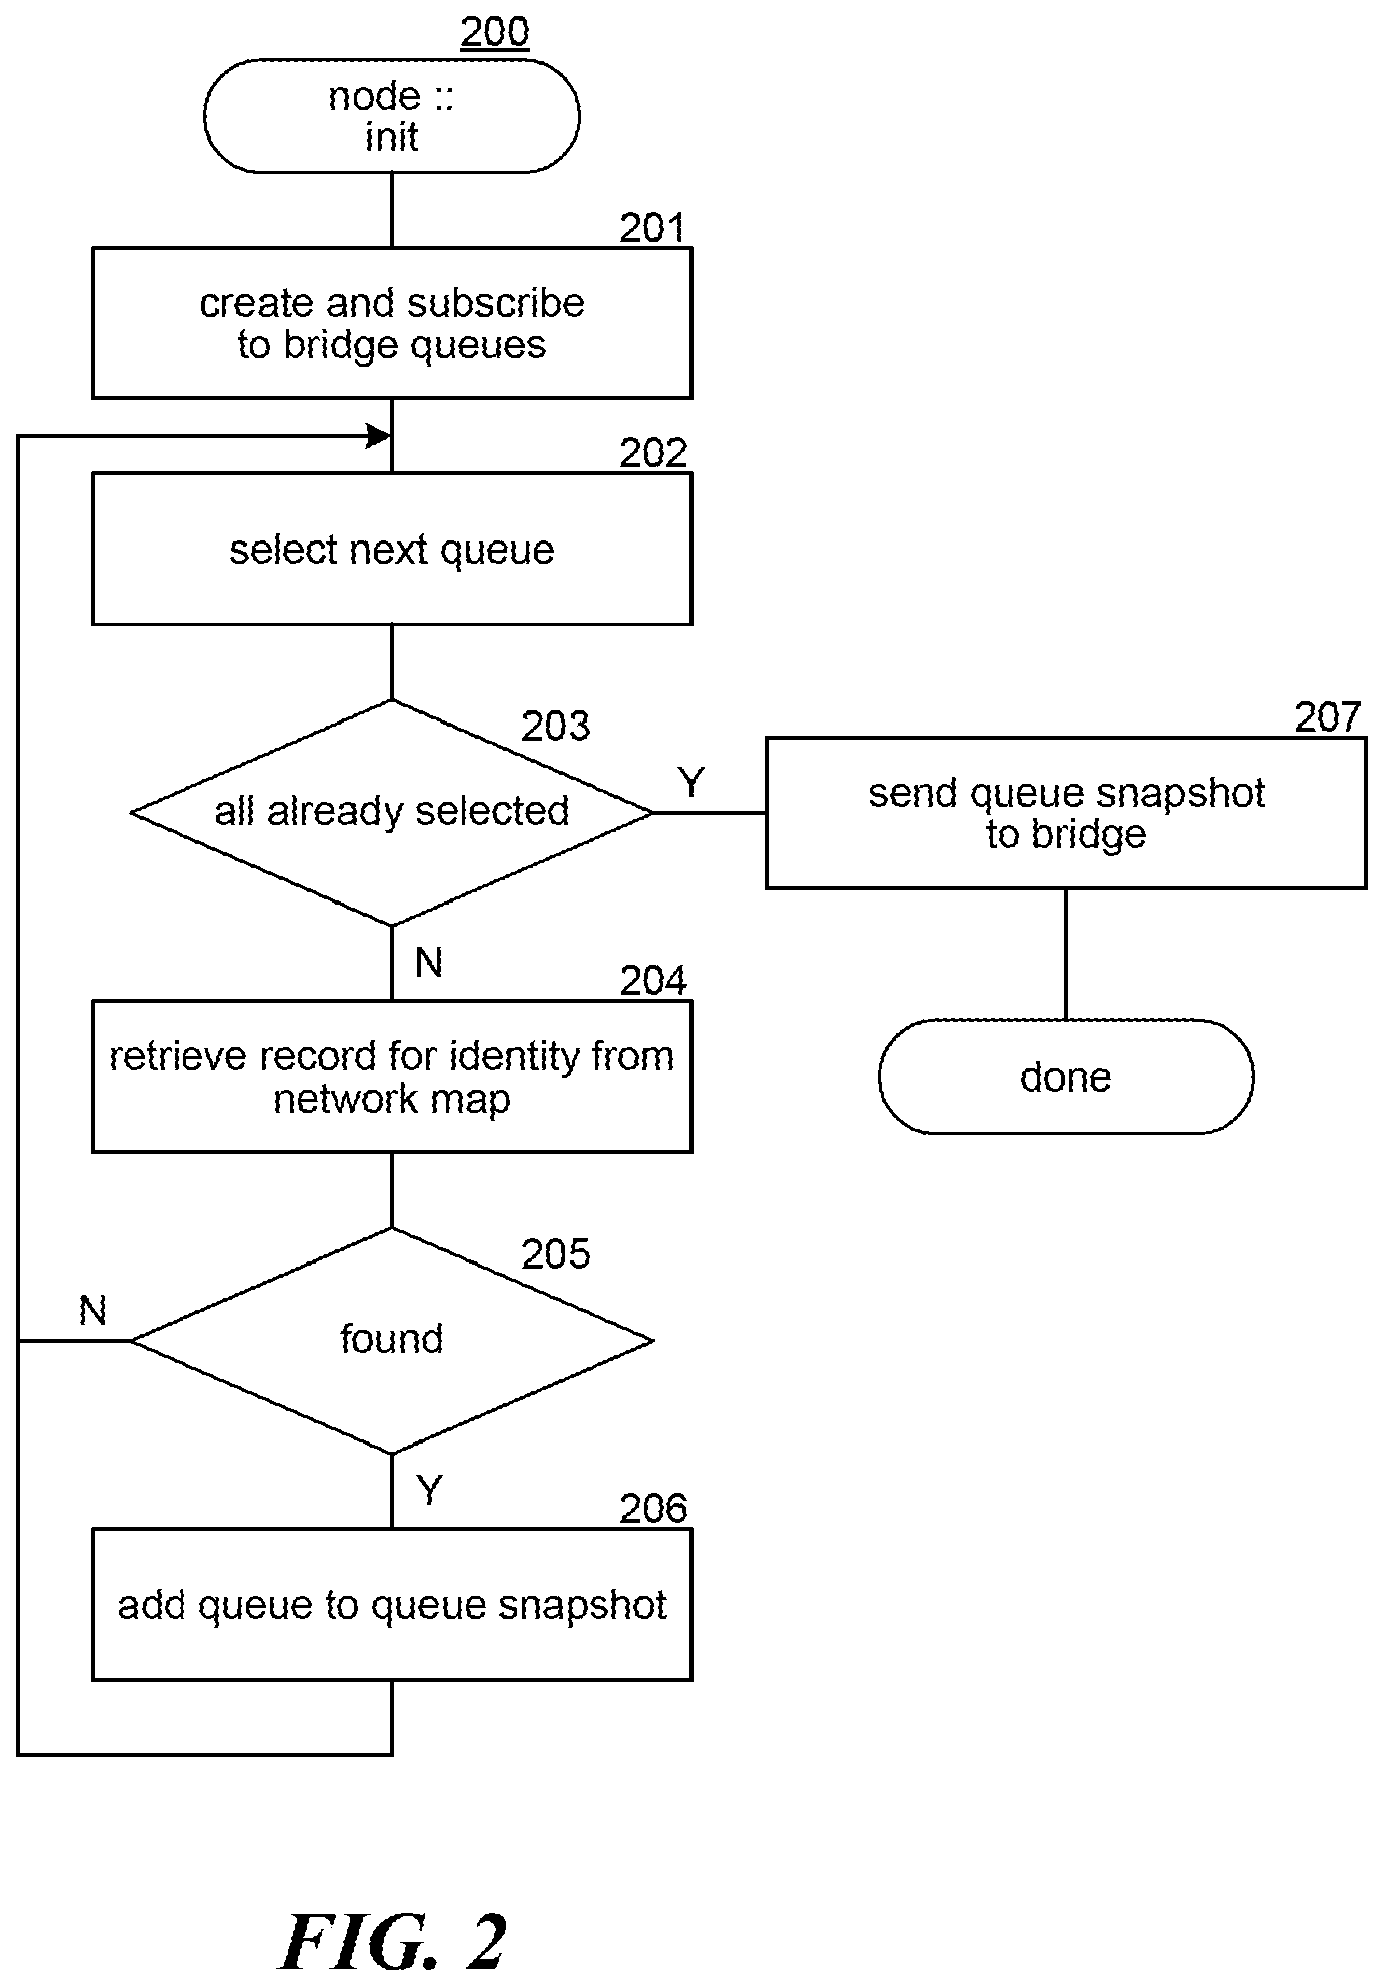 200
node ::
init
201
create and subscribe
to bridge queues
202
select next queue
203
all already selected
Y
207
send queue snapshot
to bridge
N
204
retrieve record for identity from
network map
done
205
found
N
Y
206
add queue to queue snapshot
FIG. 2